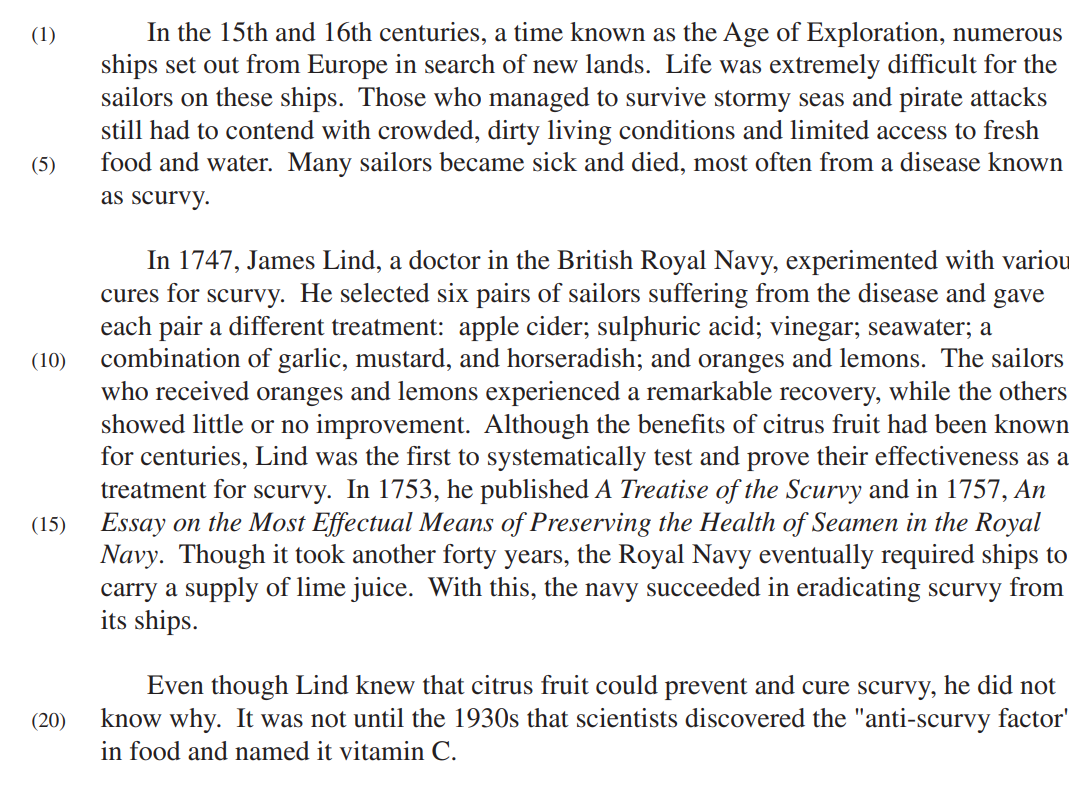 (1) In the 15th and 16th centuries, a time known as the Age of Exploration, numerous
ships set out from Europe in search of new lands.  Life was extremely difficult for the
sailors on these ships.  Those who managed to survive stormy seas and pirate attacks
still had to contend with crowded, dirty living conditions and limited access to fresh
(5) food and water.  Many sailors became sick and died, most often from a disease known
as scurvy.
In 1747, James Lind, a doctor in the British Royal Navy, experimented with variou
cures for scurvy.  He selected six pairs of sailors suffering from the disease and gave
each pair a different treatment:  apple cider; sulphuric acid; vinegar; seawater; a
(10) combination of garlic, mustard, and horseradish; and oranges and lemons.  The sailors
who received oranges and lemons experienced a remarkable recovery, while the others
showed little or no improvement.  Although the benefits of citrus fruit had been known
for centuries, Lind was the first to systematically test and prove their effectiveness as a
treatment for scurvy.  In 1753, he published A Treatise of the Scurvy and in 1757, An
(15) Essay on the Most Effectual Means of Preserving the Health of Seamen in the Royal
Navy.  Though it took another forty years, the Royal Navy eventually required ships to
carry a supply of lime juice.  With this, the navy succeeded in eradicating scurvy from
its ships.
Even though Lind knew that citrus fruit could prevent and cure scurvy, he did not
(20) know why.  It was not until the 1930s that scientists discovered the "anti-scurvy factor'
in food and named it vitamin C.